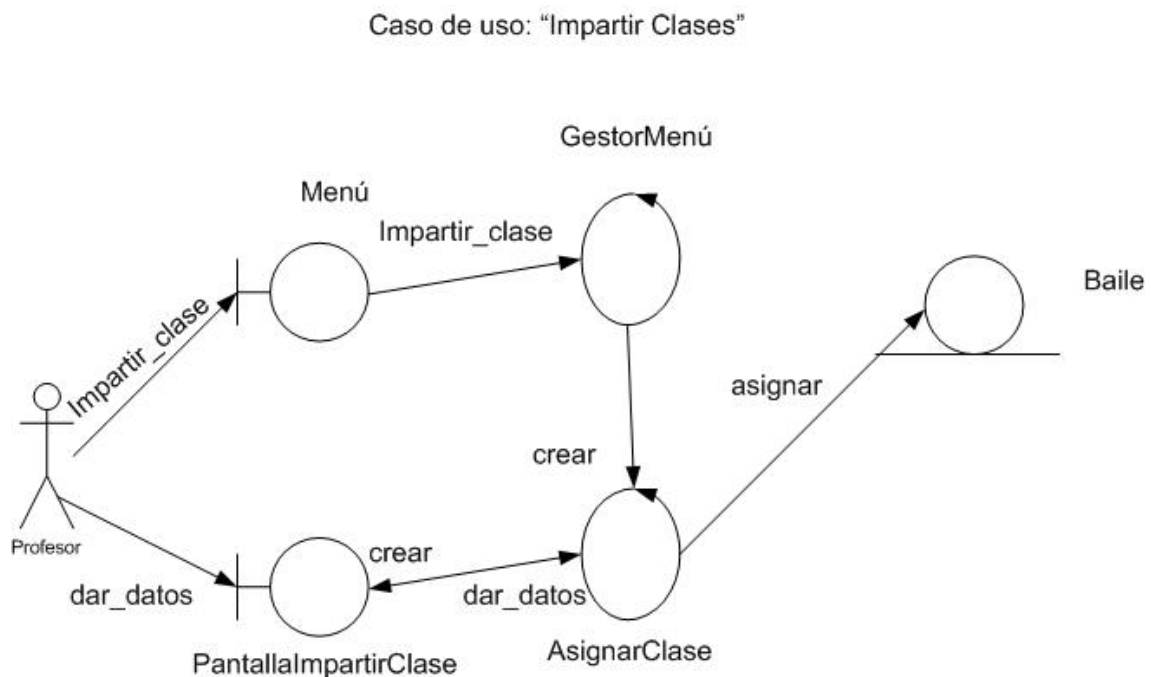 Caso de uso: “Impartir Clases”
GestorMenú
Menú
Impartir_clase
Impartir_clase
Baile
asignar
crear
Profesor
crear
dar_datos
dar_datos
PantallaImpartirClase
AsignarClase